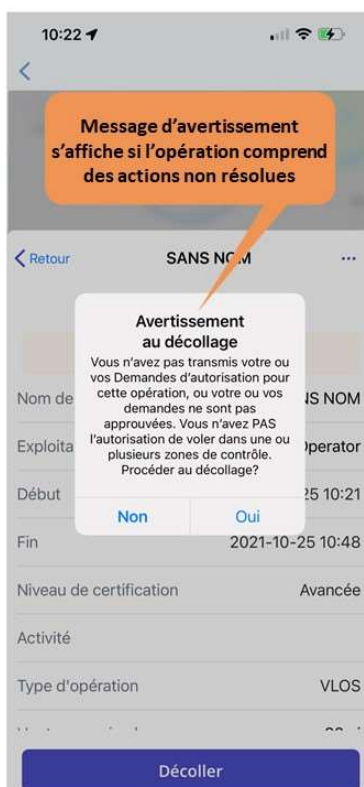 10:22
Message d'avertissement
s'affiche si l'opération comprend
des actions non résolues
Retour SANS NOM ...
Avertissement
au décollage
Vous n'avez pas transmis votre ou
vos Demandes d'autorisation pour
cette opération, ou votre ou vos
demandes ne sont pas
approuvées. Vous n'avez PAS
l'autorisation de voler dans une ou
plusieurs zones de contrôle.
Procéder au décollage?
Non Oui
Nom de NS NOM
Exploita Operator
Début 25 10:21
Fin 2021-10-25 10:48
Niveau de certification Avancée
Activité
Type d'opération VLOS
Décoller